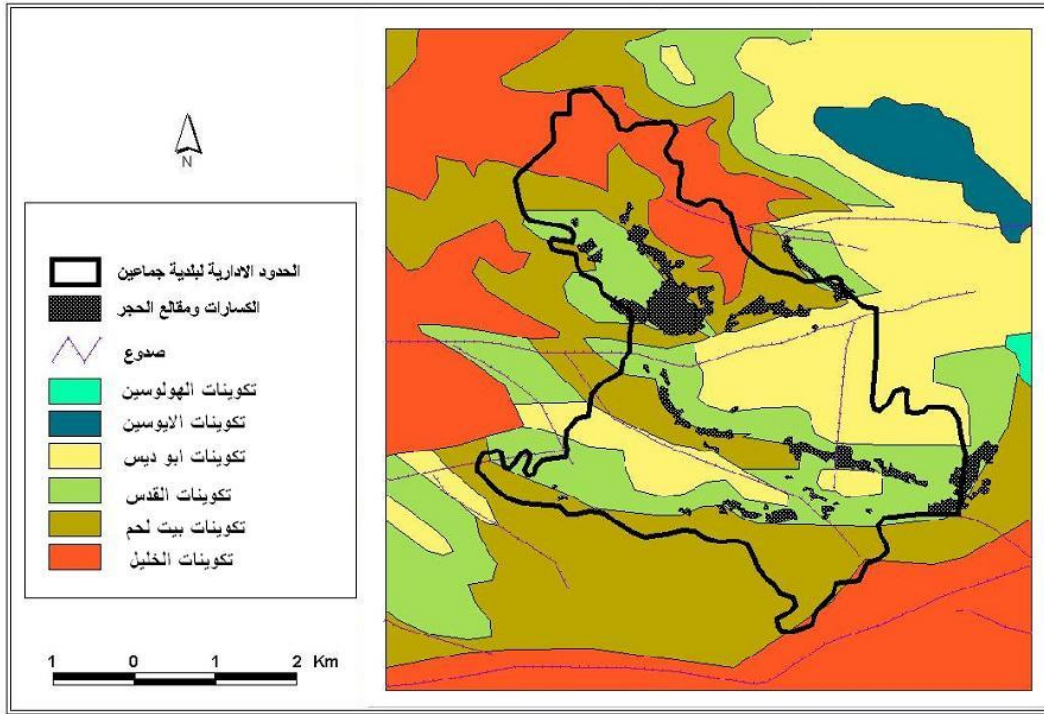 N
الحدود الادارية لبلدية جماعين
الكسارات ومقالع الحجر
صدوع
تكوينات الهولوسين
تكوينات الايوسين
تكوينات ابو ديس
تكوينات القدس
تكوينات بيت لحم
تكوينات الخليل
1 0 1 2 Km